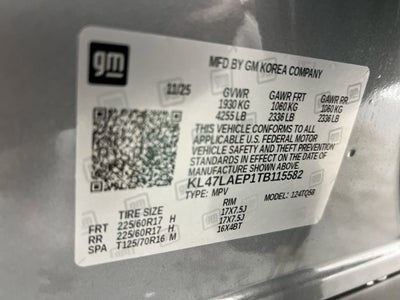 gm
MFD BY GM KOREA COMPANY
11/25
GVWR GAWR FRT GAWR RR
1930 KG 1060 KG 1060 KG
4255 LB 2336 LB 2336 LB
THIS VEHICLE CONFORMS TO ALL
APPLICABLE U.S. FEDERAL MOTOR
VEHICLE SAFETY AND THEFT
PREVENTION STANDARDS IN EFFECT ON
THE DATE OF MANUFACTURE SHOWN ABOVE.
KL47LAEP1TB115582
TYPE: MPV MODEL: 124TQ58
TIRE SIZE RIM
FRT 225/60R17 H 17X7.5J
RR 225/60R17 H 17X7.5J
SPA T125/70R16 M 16X4BT